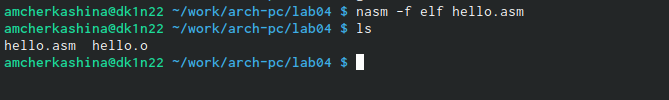 amcherkashina@dk1n22 ~/work/arch-pc/lab04 $ nasm -f elf hello.asm
amcherkashina@dk1n22 ~/work/arch-pc/lab04 $ ls
hello.asm  hello.o
amcherkashina@dk1n22 ~/work/arch-pc/lab04 $